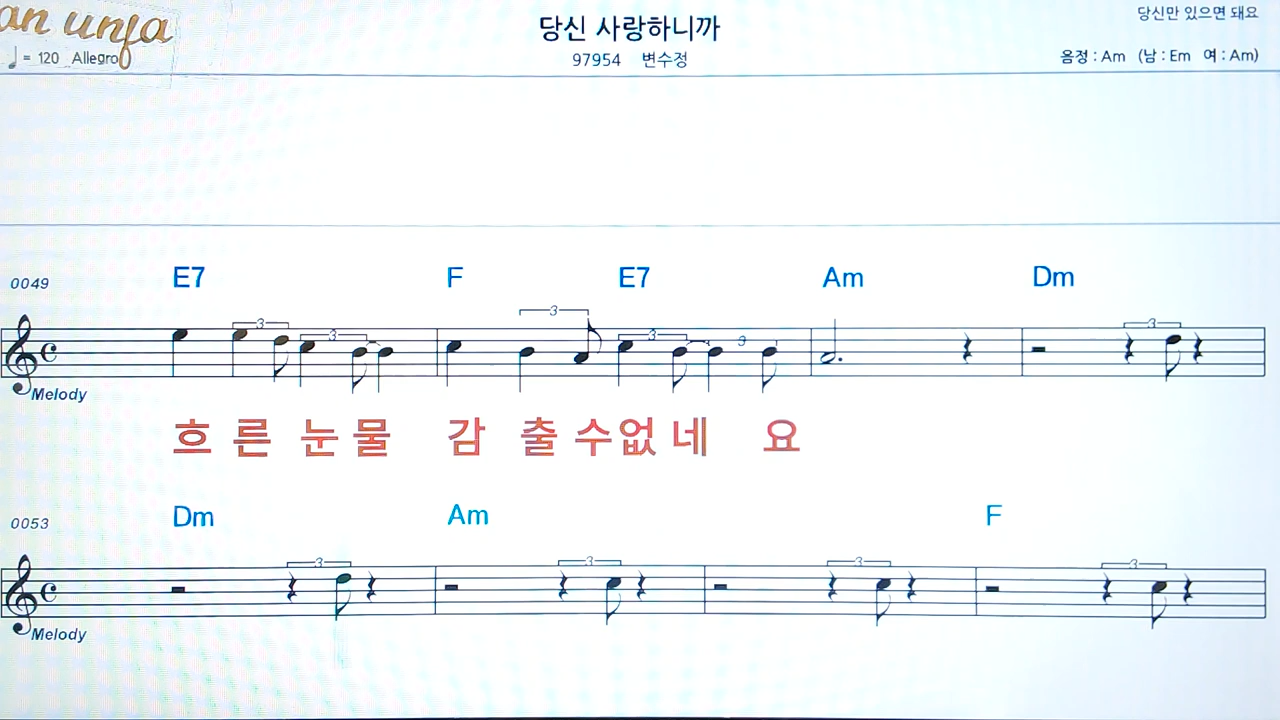 an unfa
당신 사랑하니까
당신만 있으면 돼요
♩ = 120 Allegro
97954 변수정
음정 : Am (남 : Em 여 : Am)
E7 F E7 Am Dm
0049
3 3 3 3 3 3
Melody
흐 른 눈 물 감 출 수 없 네 요
Dm Am F
0053
3 3 3 3
Melody